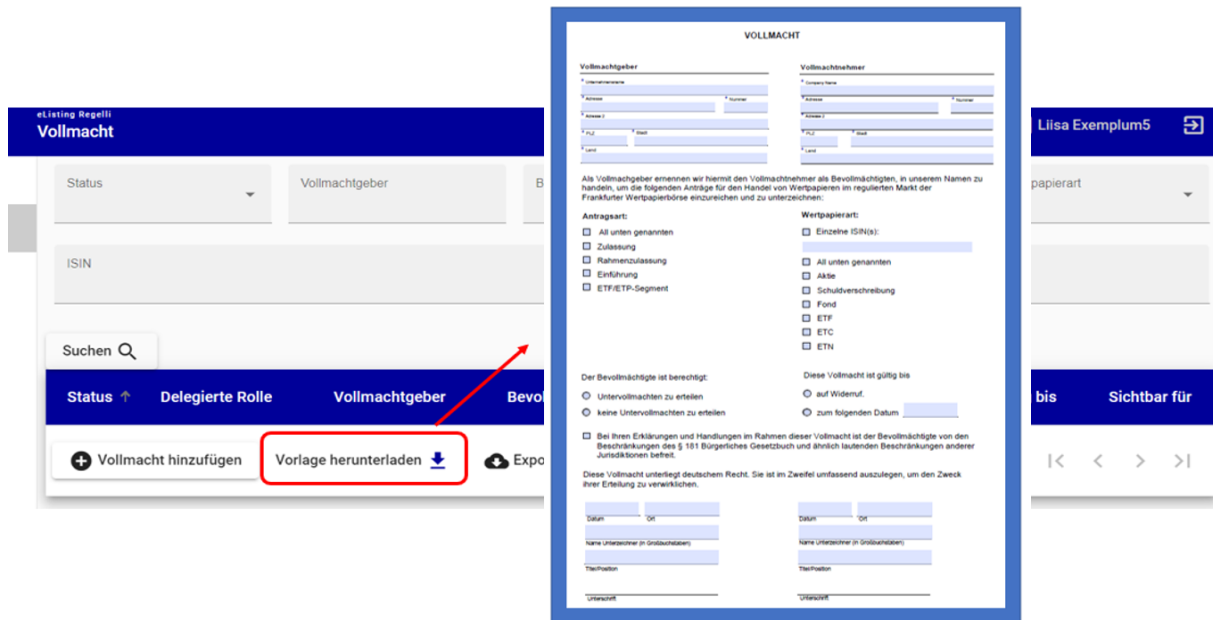 VOLLMACHT
Vollmachtgeber
Vollmachtnehmer
* Unternehmensname
* Company Name
* Adresse * Nummer
* Adresse * Nummer
* Adresse 2
* Adresse 2
* PLZ * Stadt
* PLZ * Stadt
* Land
* Land
Als Vollmachgeber ernennen wir hiermit den Vollmachtnehmer als Bevollmächtigten, in unserem Namen zu
handeln, um die folgenden Anträge für den Handel von Wertpapieren im regulierten Markt der
Frankfurter Wertpapierbörse einzureichen und zu unterzeichnen:
Antragsart:
All unten genannten
Zulassung
Rahmenzulassung
Einführung
ETF/ETP-Segment
Wertpapierart:
Einzelne ISIN(s):
All unten genannten
Aktie
Schuldverschreibung
Fond
ETF
ETC
ETN
Der Bevollmächtigte ist berechtigt:
Untervollmachten zu erteilen
keine Untervollmachten zu erteilen
Diese Vollmacht ist gültig bis
auf Widerruf.
zum folgenden Datum
Bei Ihren Erklärungen und Handlungen im Rahmen dieser Vollmacht ist der Bevollmächtigte von den
Beschränkungen des § 181 Bürgerliches Gesetzbuch und ähnlich lautenden Beschränkungen anderer
Jurisdiktionen befreit.
Diese Vollmacht unterliegt deutschem Recht. Sie ist im Zweifel umfassend auszulegen, um den Zweck
ihrer Erteilung zu verwirklichen.
Datum Ort
Datum Ort
Name Unterzeichner (in Großbuchstaben)
Name Unterzeichner (in Großbuchstaben)
Titel/Position
Titel/Position
Unterschrift
Unterschrift
eListing Regelli
Vollmacht
Liisa Exemplum5
Status
Vollmachtgeber
B
papierart
ISIN
Suchen
Status Delegierte Rolle Vollmachtgeber Bevol bis Sichtbar für
Vollmacht hinzufügen Vorlage herunterladen Expo